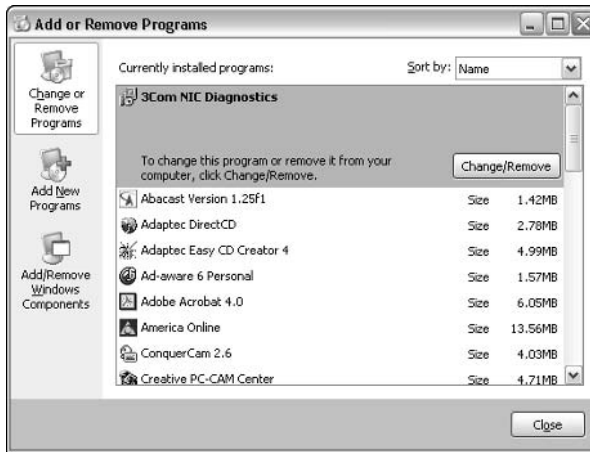 Add or Remove Programs
Change or
Remove
Programs
Add New
Programs
Add/Remove
Windows
Components
Currently installed programs:
Sort by: Name
3Com NIC Diagnostics
To change this program or remove it from your
computer, click Change/Remove.
Change/Remove
Abacast Version 1.25f1 Size 1.42MB
Adaptec DirectCD Size 2.78MB
Adaptec Easy CD Creator 4 Size 4.99MB
Ad-aware 6 Personal Size 1.57MB
Adobe Acrobat 4.0 Size 6.05MB
America Online Size 13.56MB
ConquerCam 2.6 Size 4.03MB
Creative PC-CAM Center Size 4.71MB
Close